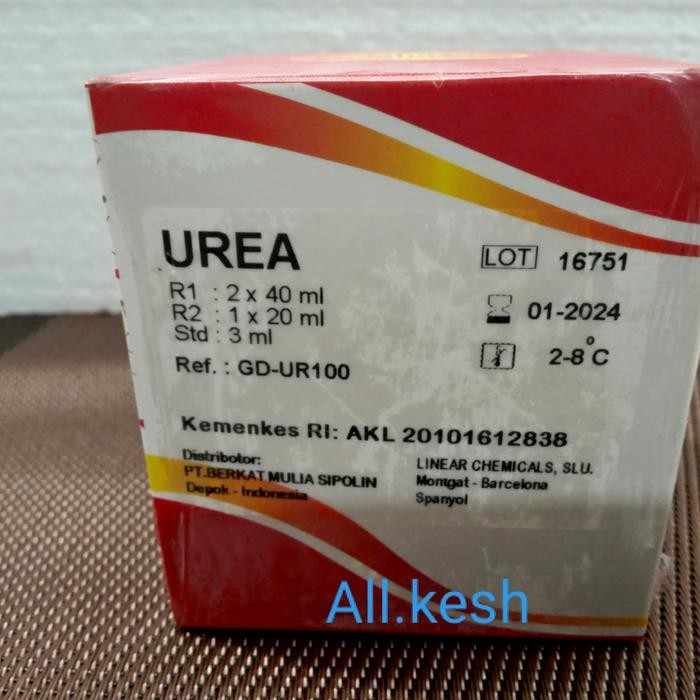 UREA
R1 : 2 x 40 ml
R2 : 1 x 20 ml
Std : 3 ml
Ref. : GD-UR100
LOT 16751
01-2024
2-8°C
Kemenkes RI: AKL 20101612838
Distributor:
PT.BERKAT MULIA SIPOLIN
Depok - Indonesia
LINEAR CHEMICALS, SLU.
Montgat - Barcelona
Spanyol
All.kesh